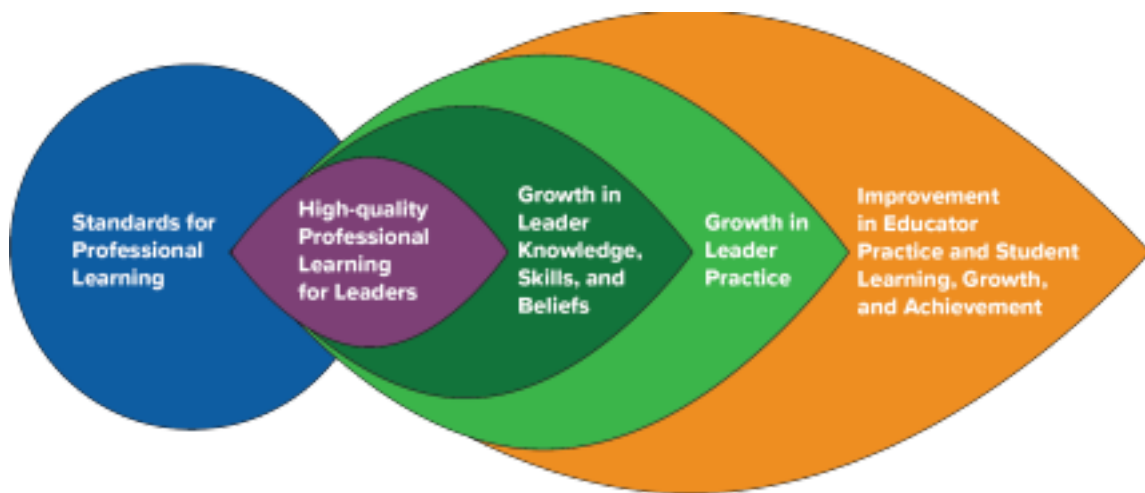 Standards for
Professional
Learning
High-quality
Professional
Learning
for Leaders
Growth in
Leader
Knowledge,
Skills, and
Beliefs
Growth in
Leader
Practice
Improvement
in Educator
Practice and Student
Learning, Growth,
and Achievement